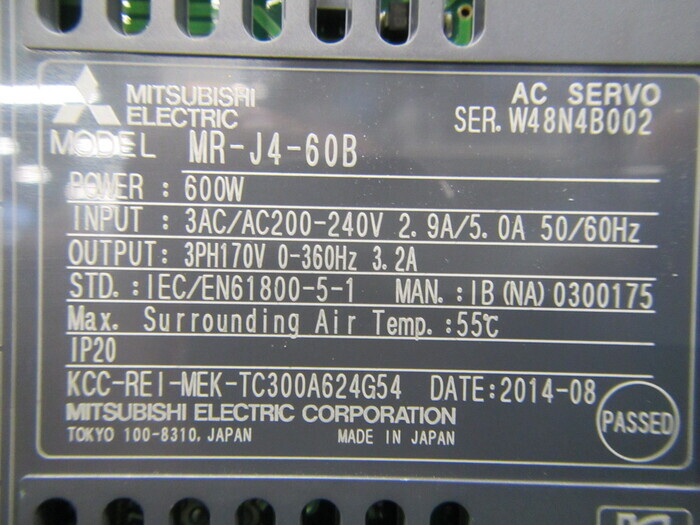 MITSUBISHI
ELECTRIC
AC SERVO
SER. W48N4B002
MODEL MR-J4-60B
POWER : 600W
INPUT : 3AC/AC200-240V 2.9A/5.0A 50/60Hz
OUTPUT: 3PH170V 0-360Hz 3.2A
STD.: IEC/EN61800-5-1 MAN.: IB(NA)0300175
Max. Surrounding Air Temp.:55℃
IP20
KCC-REI-MEK-TC300A624G54 DATE:2014-08
MITSUBISHI ELECTRIC CORPORATION
TOKYO 100-8310, JAPAN MADE IN JAPAN
PASSED